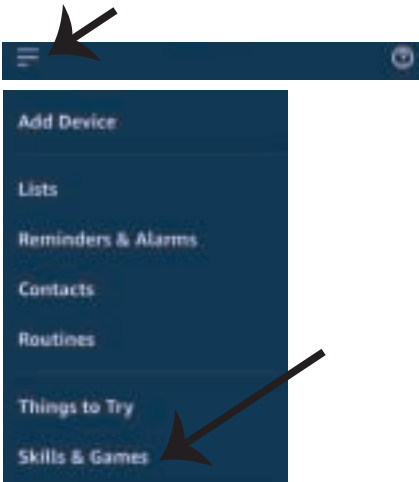 Add Device
Lists
Reminders & Alarms
Contacts
Routines
Things to Try
Skills & Games